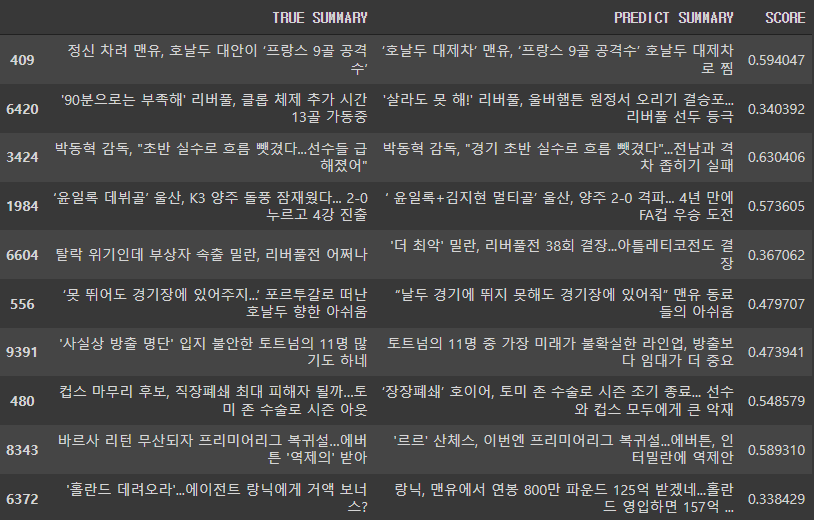 TRUE SUMMARY PREDICT SUMMARY SCORE
409 정신 차려 맨유, 호날두 대안이 ‘프랑스 9골 공격수’ ‘호날두 대체자’ 맨유, ‘프랑스 9골 공격수’ 호날두 대체자로 찜 0.594047
6420 '90분으로는 부족해' 리버풀, 클롭 체제 추가 시간 13골 가동중 '살라도 못 해!' 리버풀, 울버햄튼 원정서 오리기 결승포...리버풀 선두 등극 0.340392
3424 박동혁 감독, "초반 실수로 흐름 뺏겼다...선수들 급해졌어" 박동혁 감독, "경기 초반 실수로 흐름 뺏겼다"...전남과 격차 좁히기 실패 0.630406
1984 ‘윤일록 데뷔골’ 울산, K3 양주 돌풍 잠재웠다... 2-0 누르고 4강 진출 ‘ 윤일록+김지현 멀티골’ 울산, 양주 2-0 격파... 4년 만에 FA컵 우승 도전 0.573605
6604 탈락 위기인데 부상자 속출 밀란, 리버풀전 어쩌나 '더 최악' 밀란, 리버풀전 38회 결장...아틀레티코전도 결장 0.367062
556 ‘못 뛰어도 경기장에 있어주지...’ 포르투갈로 떠난 호날두 향한 아쉬움 “날두 경기에 뛰지 못해도 경기장에 있어줘” 맨유 동료들의 아쉬움 0.479707
9391 '사실상 방출 명단' 입지 불안한 토트넘의 11명 많기도 하네 토트넘의 11명 중 가장 미래가 불확실한 라인업, 방출보다 임대가 더 중요 0.473941
480 컵스 마무리 후보, 직장폐쇄 최대 피해자 될까...토미 존 수술로 시즌 아웃 ‘장장폐쇄’ 호이어, 토미 존 수술로 시즌 조기 종료... 선수와 컵스 모두에게 큰 악재 0.548579
8343 바르사 리턴 무산되자 프리미어리그 복귀설...에버튼 '역제의' 받아 '르르' 산체스, 이번엔 프리미어리그 복귀설...에버튼, 인터밀란에 역제안 0.589310
6372 '홀란드 데려오라'...에이전트 랑닉에게 거액 보너스? 랑닉, 맨유에서 연봉 800만 파운드 125억 받겠네...홀란드 영입하면 157억 ... 0.338429